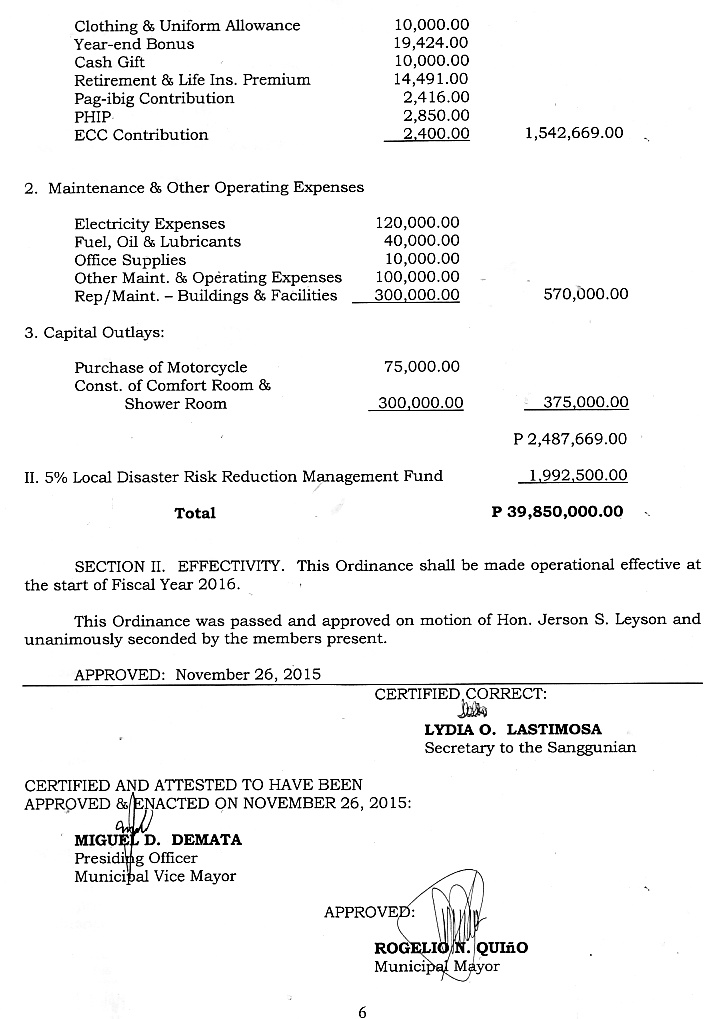 Clothing & Uniform Allowance 10,000.00
Year-end Bonus 19,424.00
Cash Gift 10,000.00
Retirement & Life Ins. Premium 14,491.00
Pag-ibig Contribution 2,416.00
PHIP 2,850.00
ECC Contribution 2,400.00 1,542,669.00
2. Maintenance & Other Operating Expenses
Electricity Expenses 120,000.00
Fuel, Oil & Lubricants 40,000.00
Office Supplies 10,000.00
Other Maint. & Operating Expenses 100,000.00
Rep/Maint. – Buildings & Facilities 300,000.00 570,000.00
3. Capital Outlays:
Purchase of Motorcycle 75,000.00
Const. of Comfort Room &
Shower Room 300,000.00 375,000.00
P 2,487,669.00
II. 5% Local Disaster Risk Reduction Management Fund 1,992,500.00
Total P 39,850,000.00
SECTION II. EFFECTIVITY. This Ordinance shall be made operational effective at
the start of Fiscal Year 2016.
This Ordinance was passed and approved on motion of Hon. Jerson S. Leyson and
unanimously seconded by the members present.
APPROVED: November 26, 2015
CERTIFIED CORRECT:
LYDIA O. LASTIMOSA
Secretary to the Sanggunian
CERTIFIED AND ATTESTED TO HAVE BEEN
APPROVED & ENACTED ON NOVEMBER 26, 2015:
MIGUEL D. DEMATA
Presiding Officer
Municipal Vice Mayor
APPROVED:
ROGELIO N. QUIñO
Municipal Mayor
6